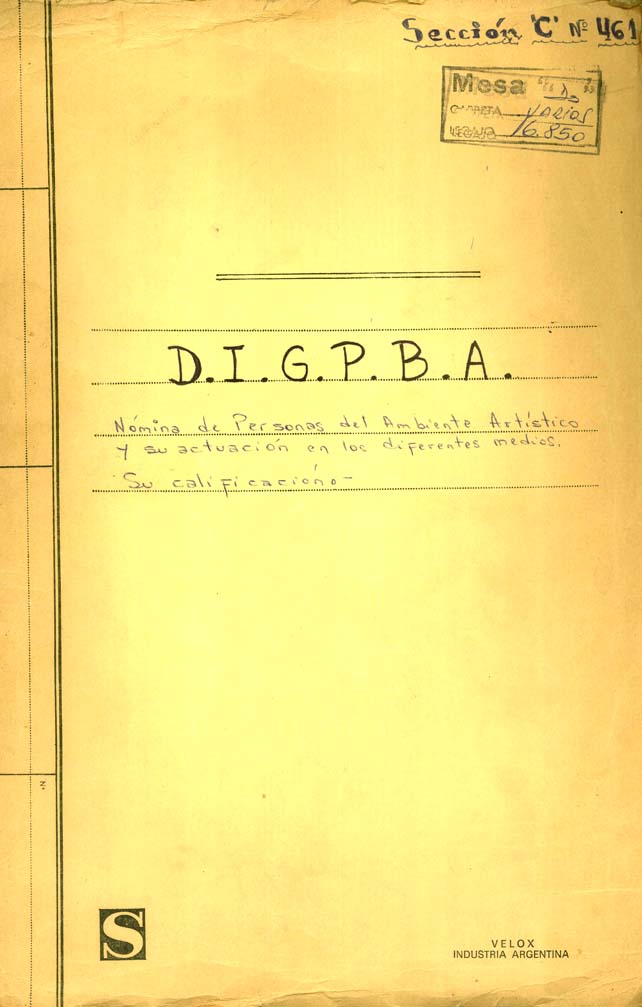 Sección 'C' Nº 461
Mesa "Ds"
CARPETA VARIOS
LEGAJO 16.850
D.I.G.P.B.A.
Nómina de Personas del Ambiente Artístico
y su actuación en los diferentes medios.
Su calificación.-
N.
S
VELOX
INDUSTRIA ARGENTINA